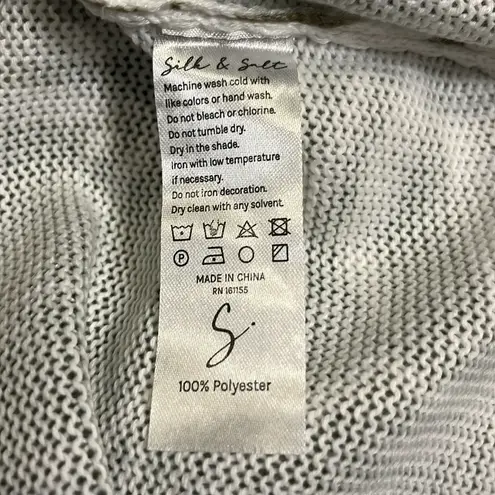 Silk & Salt
Machine wash cold with
like colors or hand wash.
Do not bleach or chlorine.
Do not tumble dry.
Dry in the shade.
Iron with low temperature
if necessary.
Do not iron decoration.
Dry clean with any solvent.
P
MADE IN CHINA
RN 161155
S.
100% Polyester